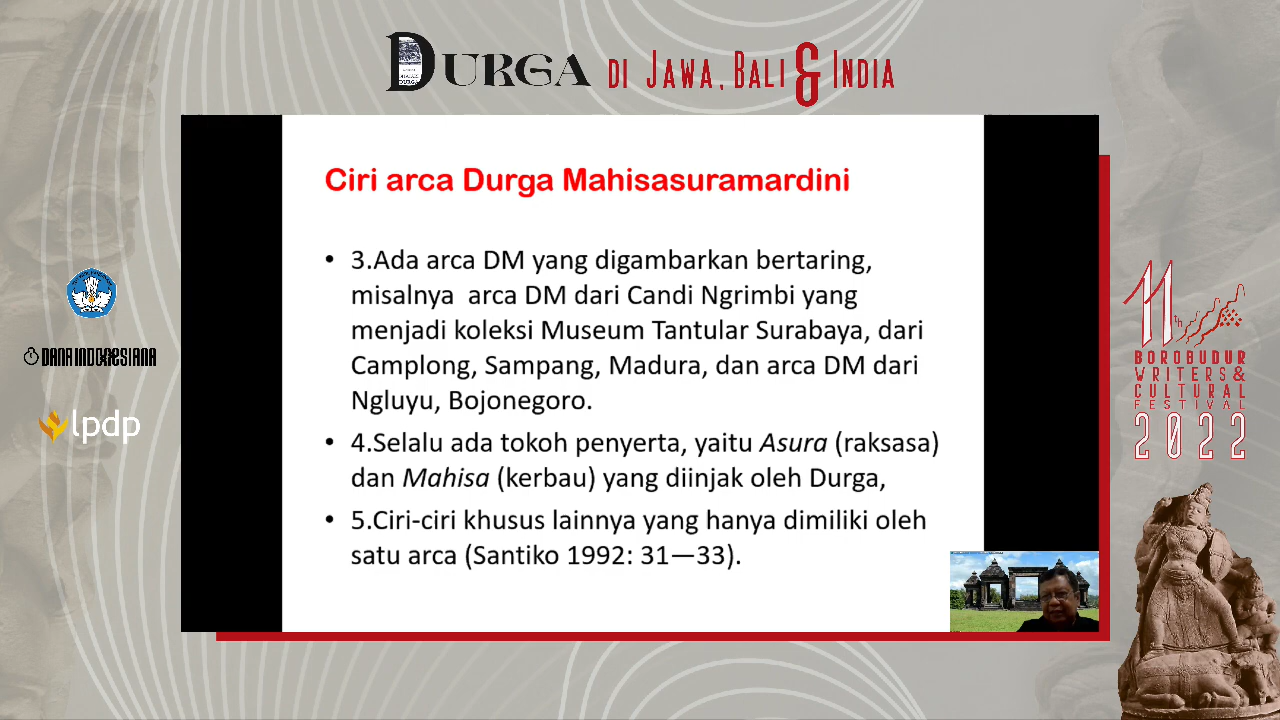 DURGA DI JAWA, BALI & INDIA
Ciri arca Durga Mahisasuramardini
• 3.Ada arca DM yang digambarkan bertaring,
misalnya arca DM dari Candi Ngrimbi yang
menjadi koleksi Museum Tantular Surabaya, dari
Camplong, Sampang, Madura, dan arca DM dari
Ngluyu, Bojonegoro.
• 4.Selalu ada tokoh penyerta, yaitu Asura (raksasa)
dan Mahisa (kerbau) yang diinjak oleh Durga,
• 5.Ciri-ciri khusus lainnya yang hanya dimiliki oleh
satu arca (Santiko 1992: 31—33).
DANA INDONESIANA
lpdp
11th
BOROBUDUR
WRITERS &
CULTURAL
FESTIVAL
2022